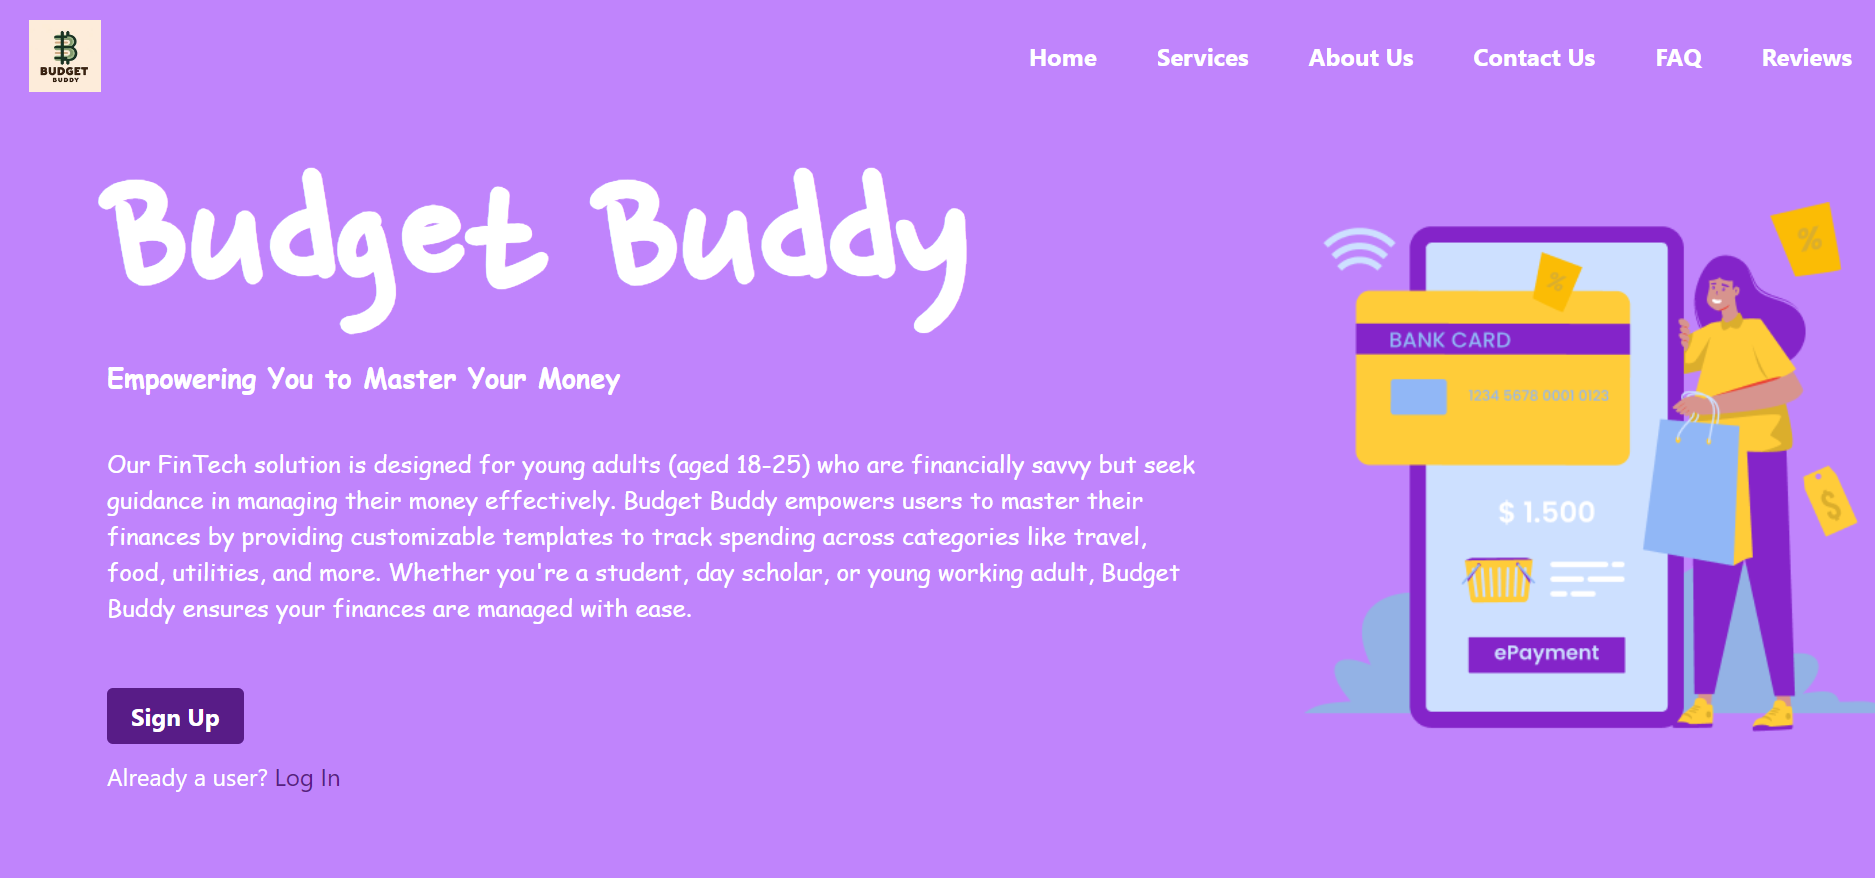 BUDGET
BUDDY
Home Services About Us Contact Us FAQ Reviews
Budget Buddy
Empowering You to Master Your Money
Our FinTech solution is designed for young adults (aged 18-25) who are financially savvy but seek
guidance in managing their money effectively. Budget Buddy empowers users to master their
finances by providing customizable templates to track spending across categories like travel,
food, utilities, and more. Whether you're a student, day scholar, or young working adult, Budget
Buddy ensures your finances are managed with ease.
Sign Up
Already a user? Log In
%
%
BANK CARD
1234 5678 0001 0123
$ 1.500
$
ePayment